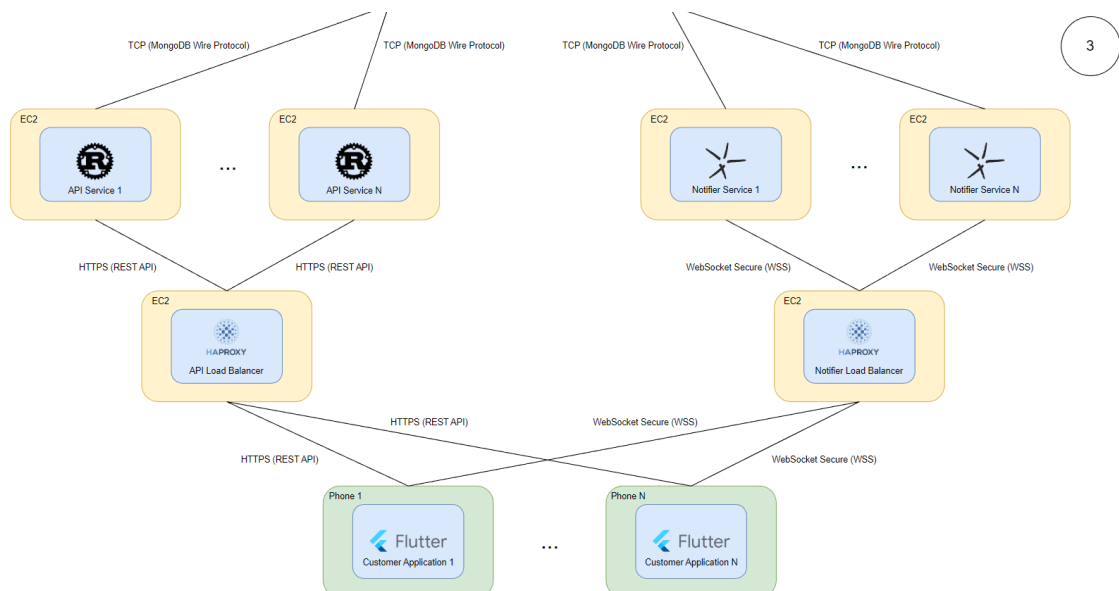 TCP (MongoDB Wire Protocol)
TCP (MongoDB Wire Protocol)
TCP (MongoDB Wire Protocol)
TCP (MongoDB Wire Protocol)
3
EC2
R
API Service 1
...
EC2
R
API Service N
EC2
Notifier Service 1
...
EC2
Notifier Service N
HTTPS (REST API)
HTTPS (REST API)
WebSocket Secure (WSS)
WebSocket Secure (WSS)
EC2
HAPROXY
API Load Balancer
EC2
HAPROXY
Notifier Load Balancer
HTTPS (REST API)
WebSocket Secure (WSS)
HTTPS (REST API)
WebSocket Secure (WSS)
Phone 1
Flutter
Customer Application 1
...
Phone N
Flutter
Customer Application N